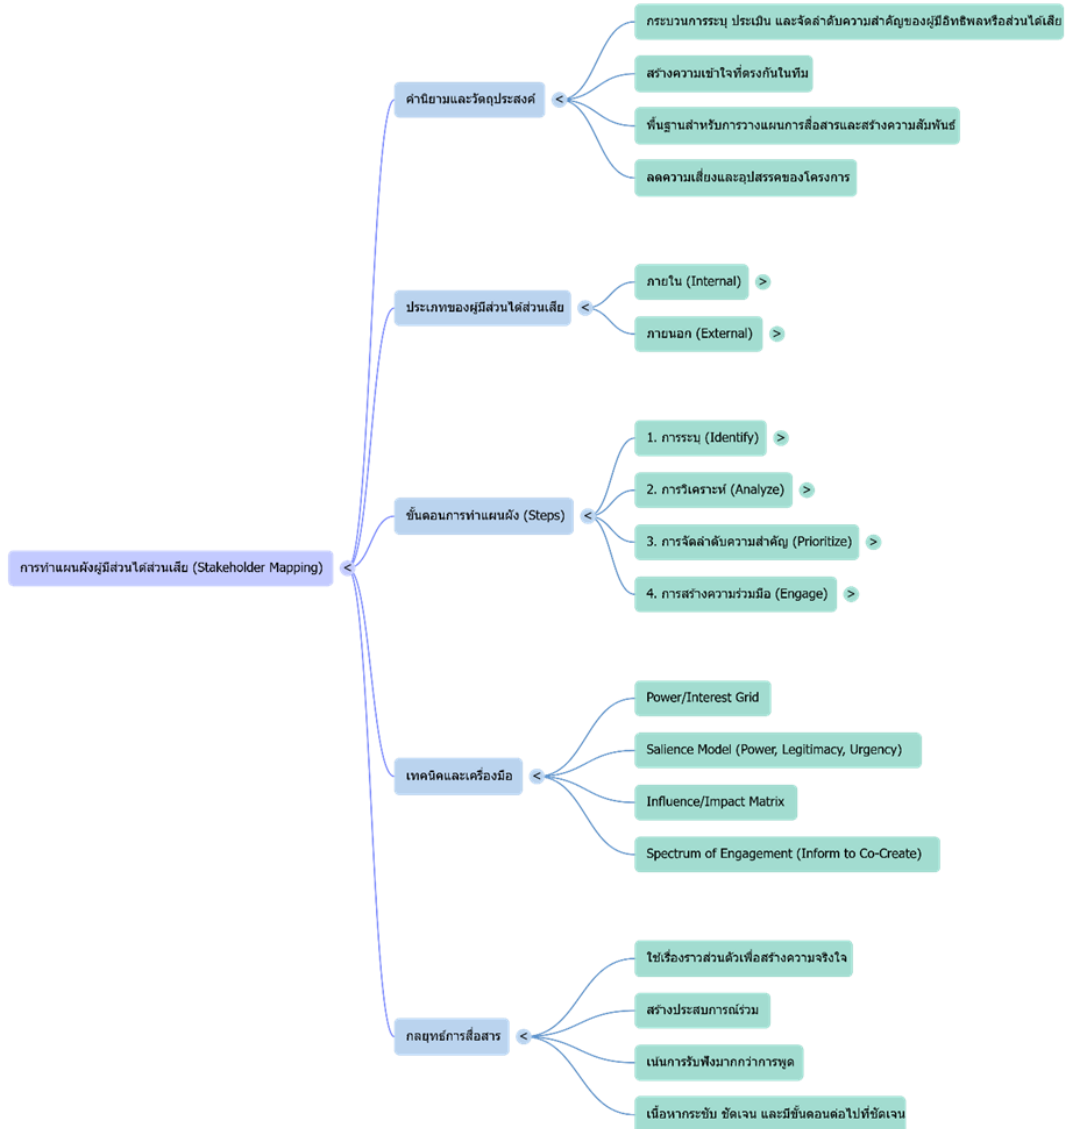 กระบวนการระบุ ประเมิน และจัดลำดับความสำคัญของผู้มีอิทธิพลหรือส่วนได้เสีย
คำนิยามและวัตถุประสงค์
<
สร้างความเข้าใจที่ตรงกันในทีม
พื้นฐานสำหรับการวางแผนการสื่อสารและสร้างความสัมพันธ์
ลดความเสี่ยงและอุปสรรคของโครงการ
ประเภทของผู้มีส่วนได้ส่วนเสีย
<
ภายใน (Internal)
>
ภายนอก (External)
>
ขั้นตอนการทำแผนผัง (Steps)
<
1. การระบุ (Identify)
>
2. การวิเคราะห์ (Analyze)
>
3. การจัดลำดับความสำคัญ (Prioritize)
>
4. การสร้างความร่วมมือ (Engage)
>
การทำแผนผังผู้มีส่วนได้ส่วนเสีย (Stakeholder Mapping)
<
เทคนิคและเครื่องมือ
<
Power/Interest Grid
Salience Model (Power, Legitimacy, Urgency)
Influence/Impact Matrix
Spectrum of Engagement (Inform to Co-Create)
กลยุทธ์การสื่อสาร
<
ใช้เรื่องราวส่วนตัวเพื่อสร้างความจริงใจ
สร้างประสบการณ์ร่วม
เน้นการรับฟังมากกว่าการพูด
เนื้อหากระชับ ชัดเจน และมีขั้นตอนต่อไปที่ชัดเจน